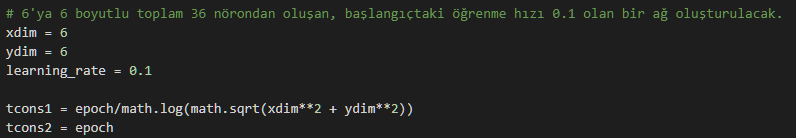 # 6'ya 6 boyutlu toplam 36 nörondan oluşan, başlangıçtaki öğrenme hızı 0.1 olan bir ağ oluşturulacak.
xdim = 6
ydim = 6
learning_rate = 0.1
tcons1 = epoch/math.log(math.sqrt(xdim**2 + ydim**2))
tcons2 = epoch